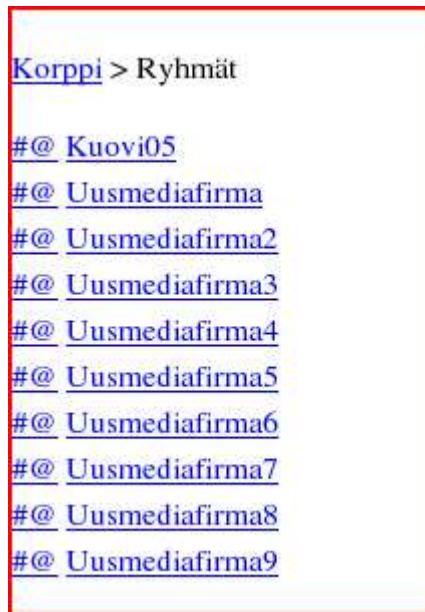 Korppi > Ryhmät
#@ Kuovi05
#@ Uusmediafirma
#@ Uusmediafirma2
#@ Uusmediafirma3
#@ Uusmediafirma4
#@ Uusmediafirma5
#@ Uusmediafirma6
#@ Uusmediafirma7
#@ Uusmediafirma8
#@ Uusmediafirma9